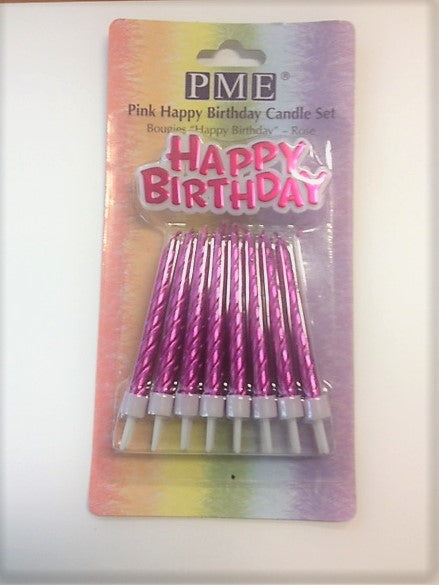 PME®
Pink Happy Birthday Candle Set
Bougies "Happy Birthday" – Rose
HAPPY
BIRTHDAY